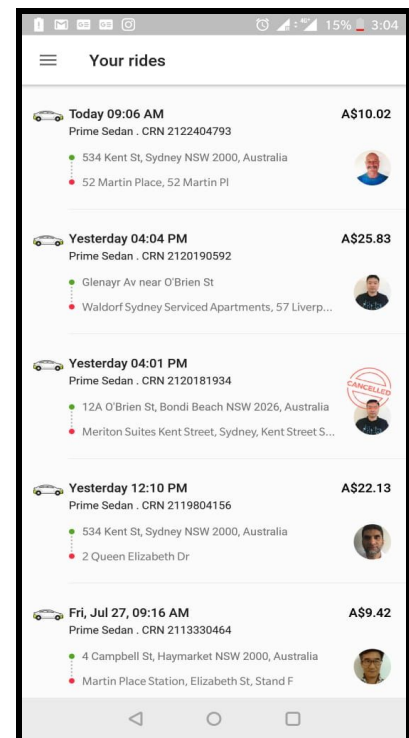 15% 3:04
Your rides
Today 09:06 AM A$10.02
Prime Sedan . CRN 2122404793
534 Kent St, Sydney NSW 2000, Australia
52 Martin Place, 52 Martin Pl
Yesterday 04:04 PM A$25.83
Prime Sedan . CRN 2120190592
Glenayr Av near O'Brien St
Waldorf Sydney Serviced Apartments, 57 Liverp...
Yesterday 04:01 PM
Prime Sedan . CRN 2120181934
CANCELLED
12A O'Brien St, Bondi Beach NSW 2026, Australia
Meriton Suites Kent Street, Sydney, Kent Street S...
Yesterday 12:10 PM A$22.13
Prime Sedan . CRN 2119804156
534 Kent St, Sydney NSW 2000, Australia
2 Queen Elizabeth Dr
Fri, Jul 27, 09:16 AM A$9.42
Prime Sedan . CRN 2113330464
4 Campbell St, Haymarket NSW 2000, Australia
Martin Place Station, Elizabeth St, Stand F